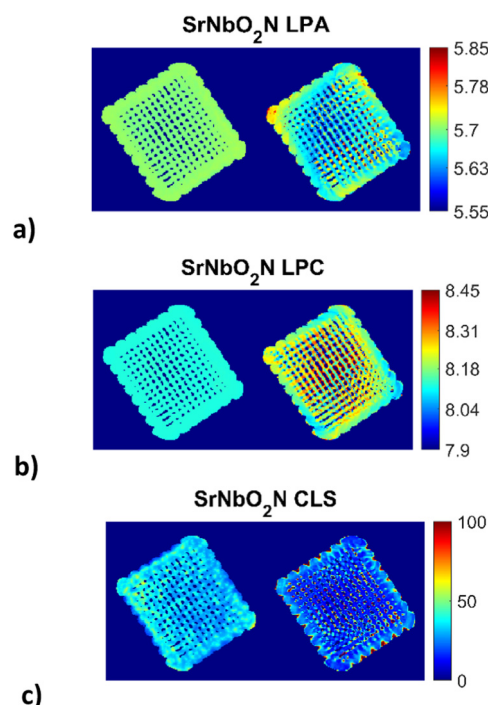 SrNbO₂N LPA
5.85
5.78
5.7
5.63
5.55
a)
SrNbO₂N LPC
8.45
8.31
8.18
8.04
7.9
b)
SrNbO₂N CLS
100
50
0
c)